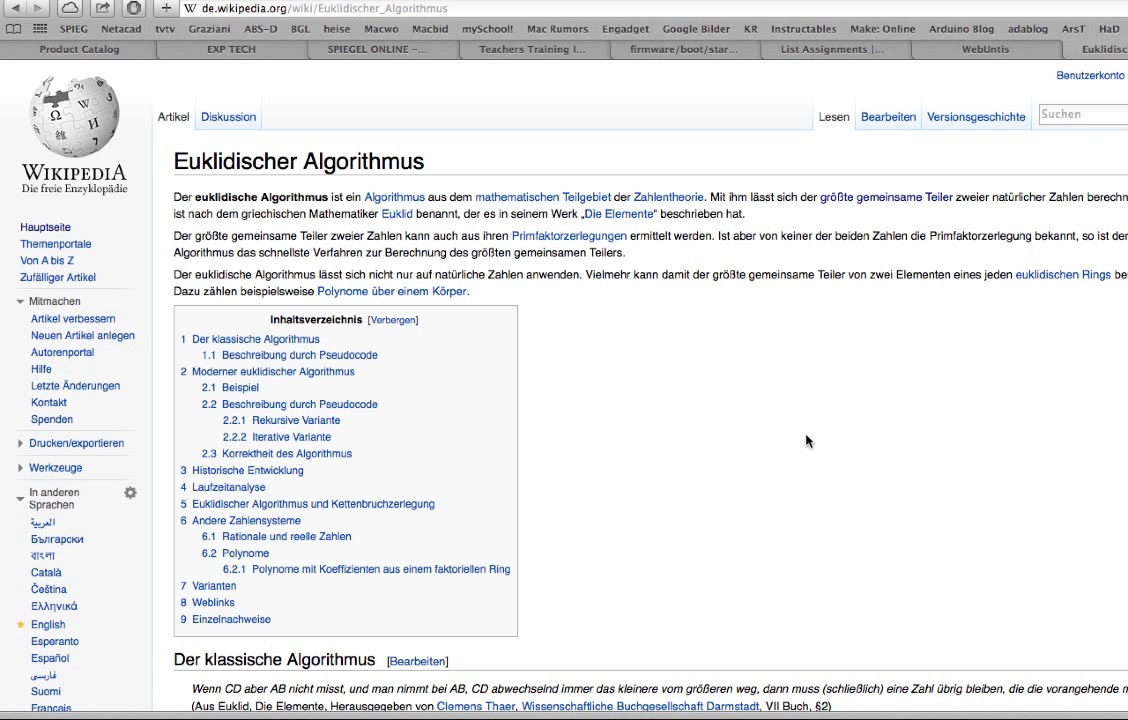 de.wikipedia.org/wiki/Euklidischer_Algorithmus
SPIEG Netacad tvtv Graziani ABS-D BGL heise Macwo Macbid mySchool! Mac Rumors Engadget Google Bilder KR Instructables Make: Online Arduino Blog adablog ArsT HaD
Product Catalog EXP TECH SPIEGEL ONLINE –... Teachers Training I... firmware/boot/star... List Assignments |... WebUntis Euklidisc
Benutzerkonto
Artikel Diskussion Lesen Bearbeiten Versionsgeschichte Suchen
WIKIPEDIA
Die freie Enzyklopädie
Hauptseite
Themenportale
Von A bis Z
Zufälliger Artikel
Mitmachen
Artikel verbessern
Neuen Artikel anlegen
Autorenportal
Hilfe
Letzte Änderungen
Kontakt
Spenden
Drucken/exportieren
Werkzeuge
In anderen
Sprachen
العربية
Български
বাংলা
Català
Čeština
Ελληνικά
English
Esperanto
Español
فارسی
Suomi
Français
Euklidischer Algorithmus
Der euklidische Algorithmus ist ein Algorithmus aus dem mathematischen Teilgebiet der Zahlentheorie. Mit ihm lässt sich der größte gemeinsame Teiler zweier natürlicher Zahlen berechn
ist nach dem griechischen Mathematiker Euklid benannt, der es in seinem Werk „Die Elemente“ beschrieben hat.
Der größte gemeinsame Teiler zweier Zahlen kann auch aus ihren Primfaktorzerlegungen ermittelt werden. Ist aber von keiner der beiden Zahlen die Primfaktorzerlegung bekannt, so ist der
Algorithmus das schnellste Verfahren zur Berechnung des größten gemeinsamen Teilers.
Der euklidische Algorithmus lässt sich nicht nur auf natürliche Zahlen anwenden. Vielmehr kann damit der größte gemeinsame Teiler von zwei Elementen eines jeden euklidischen Rings be
Dazu zählen beispielsweise Polynome über einem Körper.
Inhaltsverzeichnis [Verbergen]
1 Der klassische Algorithmus
1.1 Beschreibung durch Pseudocode
2 Moderner euklidischer Algorithmus
2.1 Beispiel
2.2 Beschreibung durch Pseudocode
2.2.1 Rekursive Variante
2.2.2 Iterative Variante
2.3 Korrektheit des Algorithmus
3 Historische Entwicklung
4 Laufzeitanalyse
5 Euklidischer Algorithmus und Kettenbruchzerlegung
6 Andere Zahlensysteme
6.1 Rationale und reelle Zahlen
6.2 Polynome
6.2.1 Polynome mit Koeffizienten aus einem faktoriellen Ring
7 Varianten
8 Weblinks
9 Einzelnachweise
Der klassische Algorithmus [Bearbeiten]
Wenn CD aber AB nicht misst, und man nimmt bei AB, CD abwechselnd immer das kleinere vom größeren weg, dann muss (schließlich) eine Zahl übrig bleiben, die die vorangehende
(Aus Euklid, Die Elemente, Herausgegeben von Clemens Thaer, Wissenschaftliche Buchgesellschaft Darmstadt, VII Buch, §2)